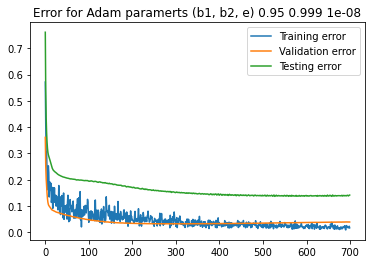 Error for Adam paramerts (b1, b2, e) 0.95 0.999 1e-08
Training error
Validation error
Testing error
0.7
0.6
0.5
0.4
0.3
0.2
0.1
0.0
0 100 200 300 400 500 600 700